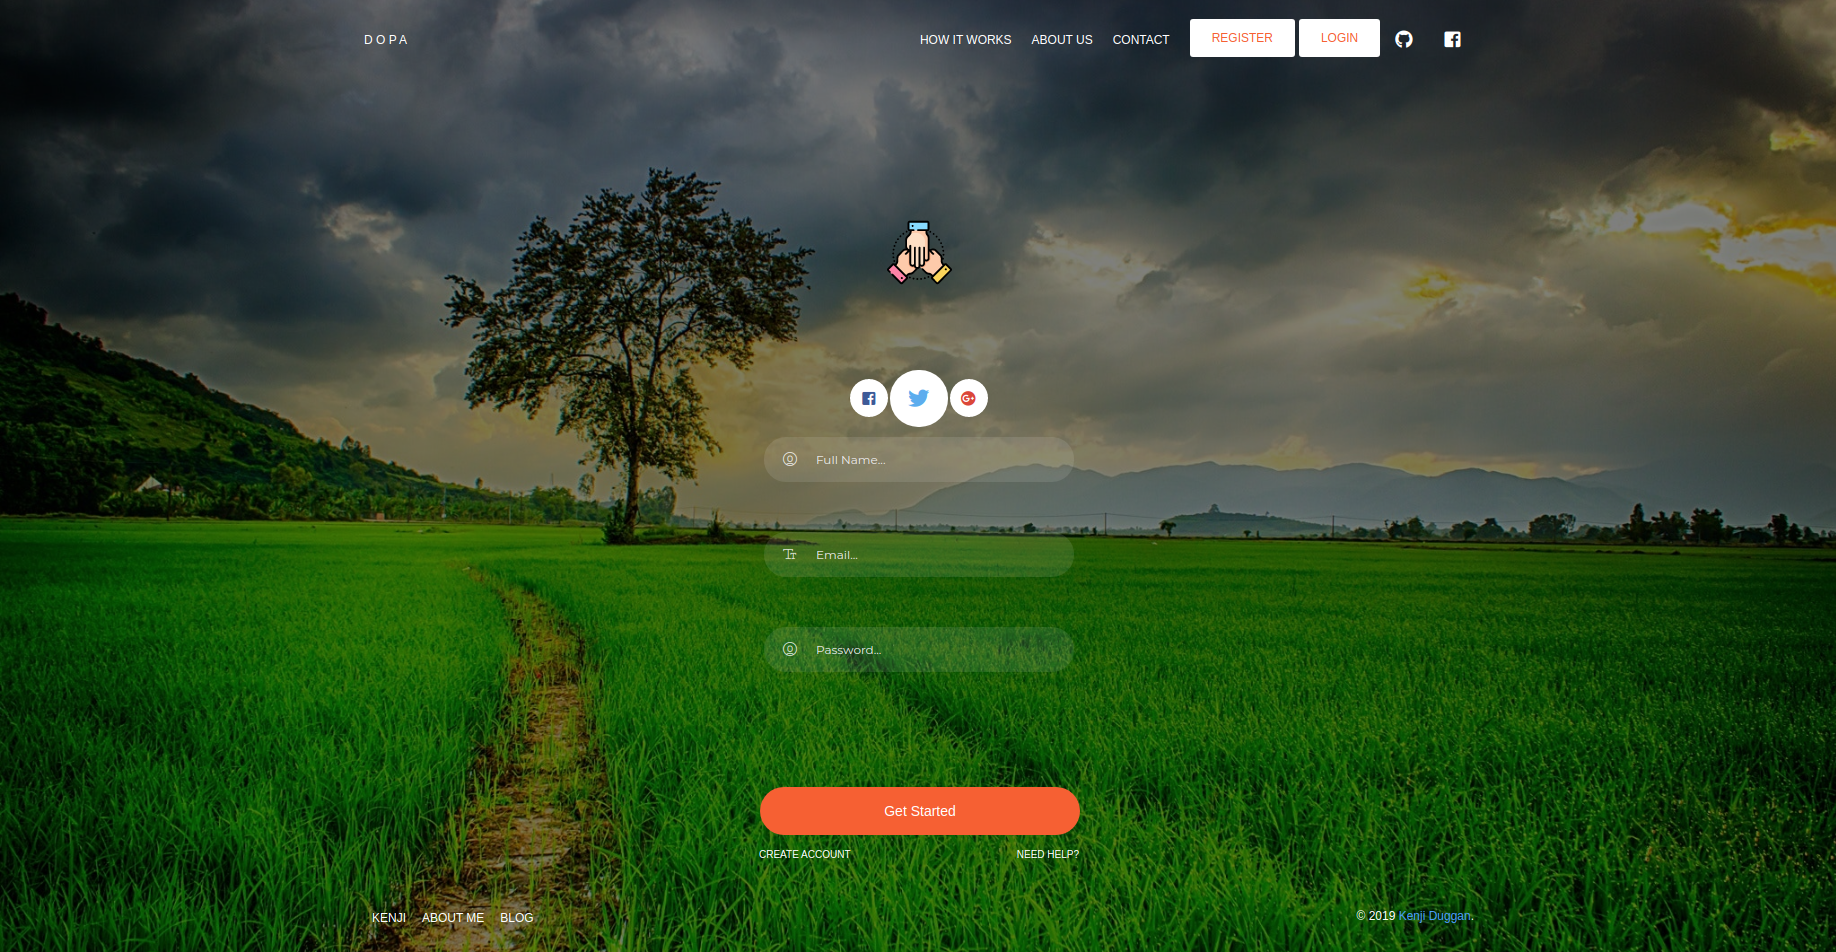 DOPA
HOW IT WORKS
ABOUT US
CONTACT
REGISTER
LOGIN
Full Name...
Email...
Password...
Get Started
CREATE ACCOUNT
NEED HELP?
KENJI
ABOUT ME
BLOG
© 2019 Kenji Duggan.